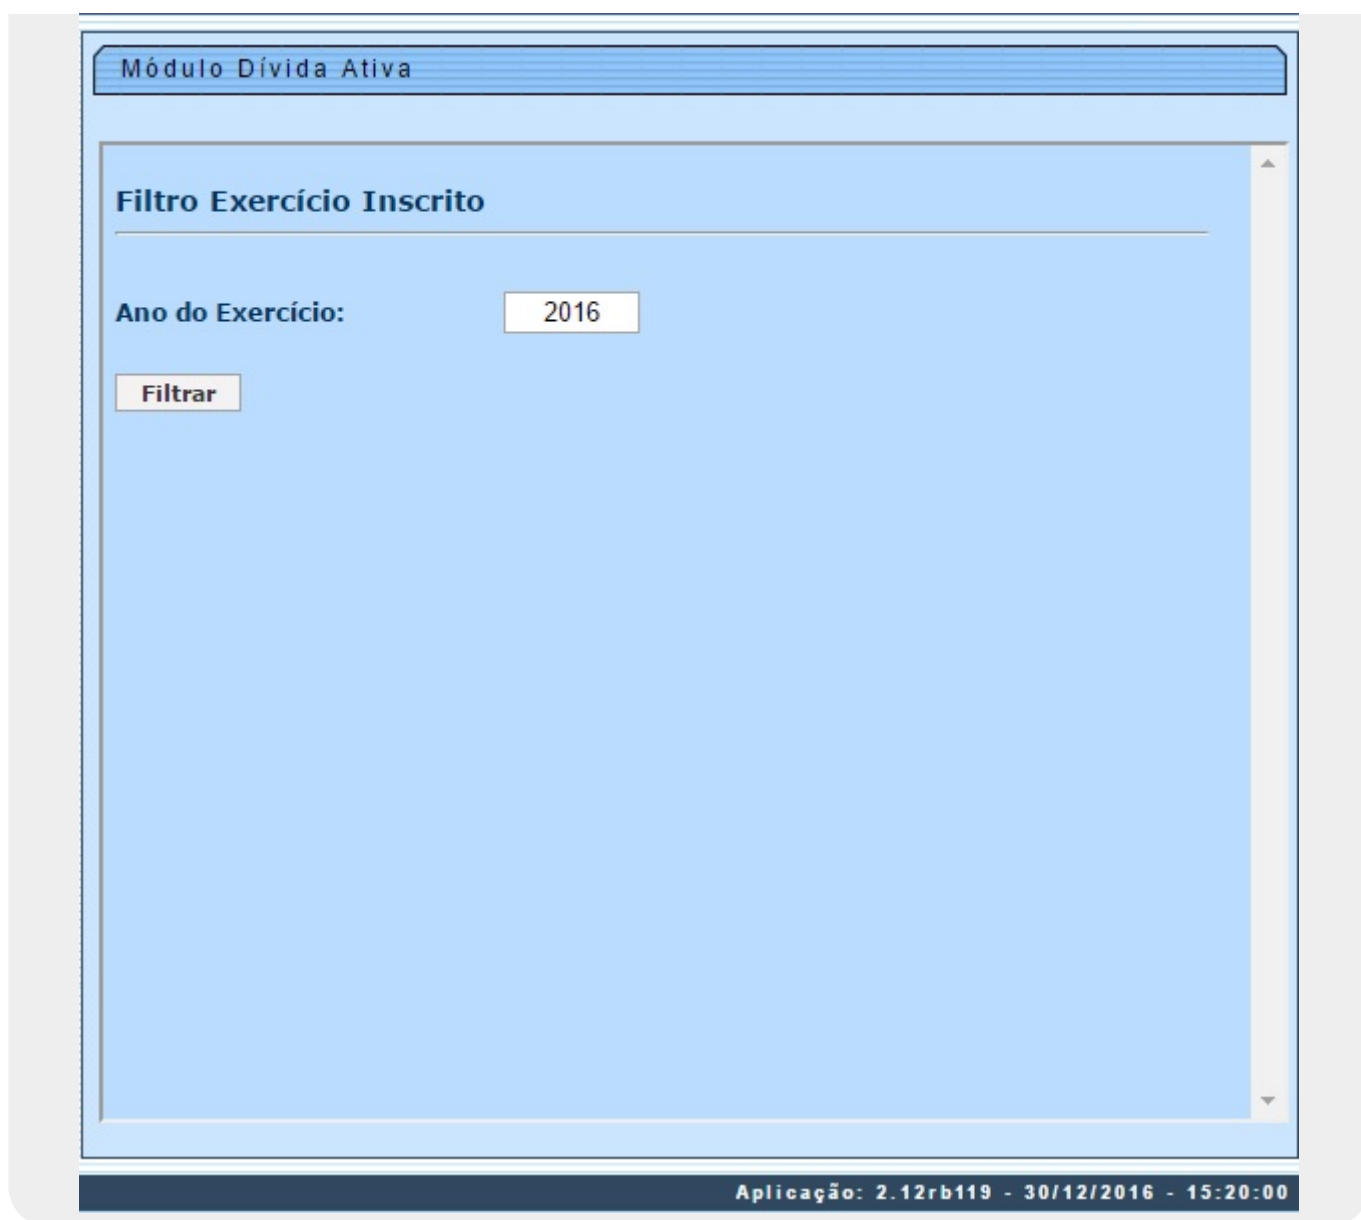 Módulo Dívida Ativa
Filtro Exercício Inscrito
Ano do Exercício: 2016
Filtrar
Aplicação: 2.12rb119 - 30/12/2016 - 15:20:00